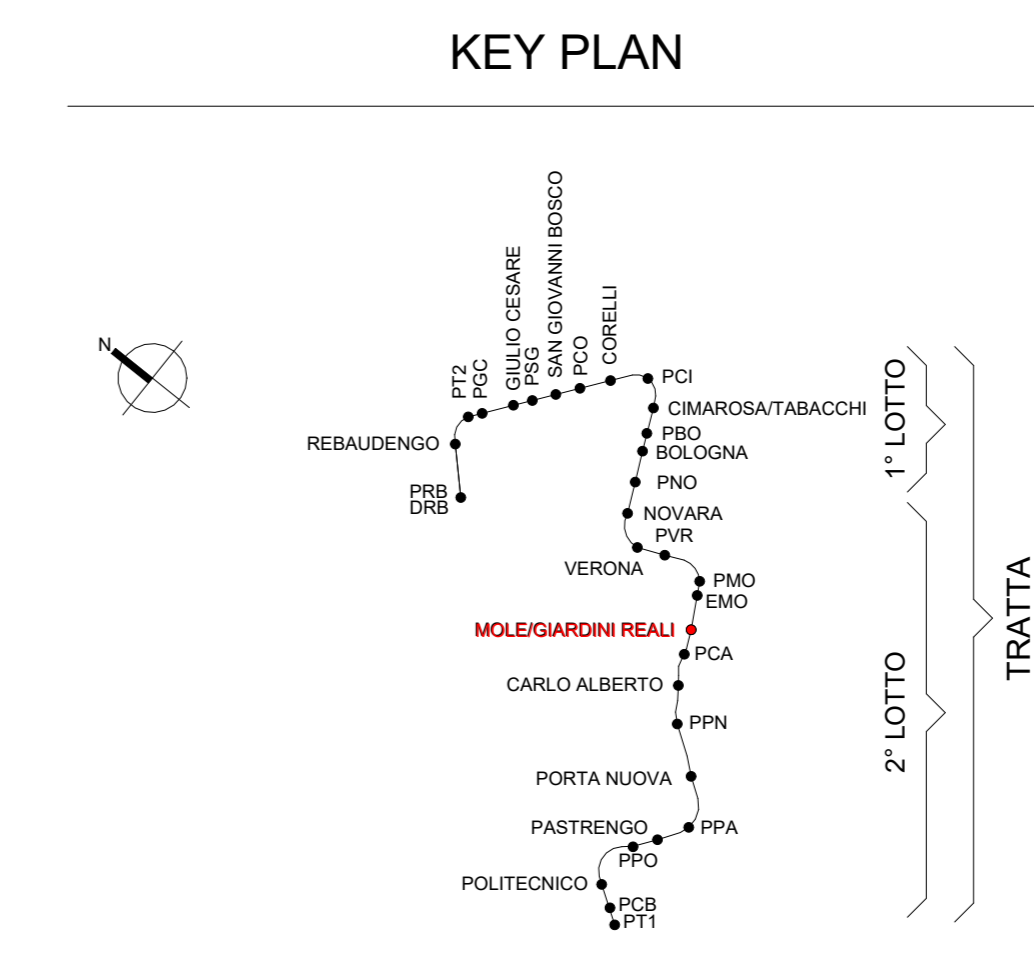 KEY PLAN
N
PT2
PGC
GIULIO CESARE
PSG
SAN GIOVANNI BOSCO
PCO
CORELLI
PCI
CIMAROSA/TABACCHI
PBO
BOLOGNA
REBAUDENGO
PRB
DRB
PNO
NOVARA
PVR
VERONA
PMO
EMO
MOLE/GIARDINI REALI
PCA
CARLO ALBERTO
PPN
PORTA NUOVA
PASTRENGO
PPA
PPO
POLITECNICO
PCB
PT1
1° LOTTO
2° LOTTO
TRATTA